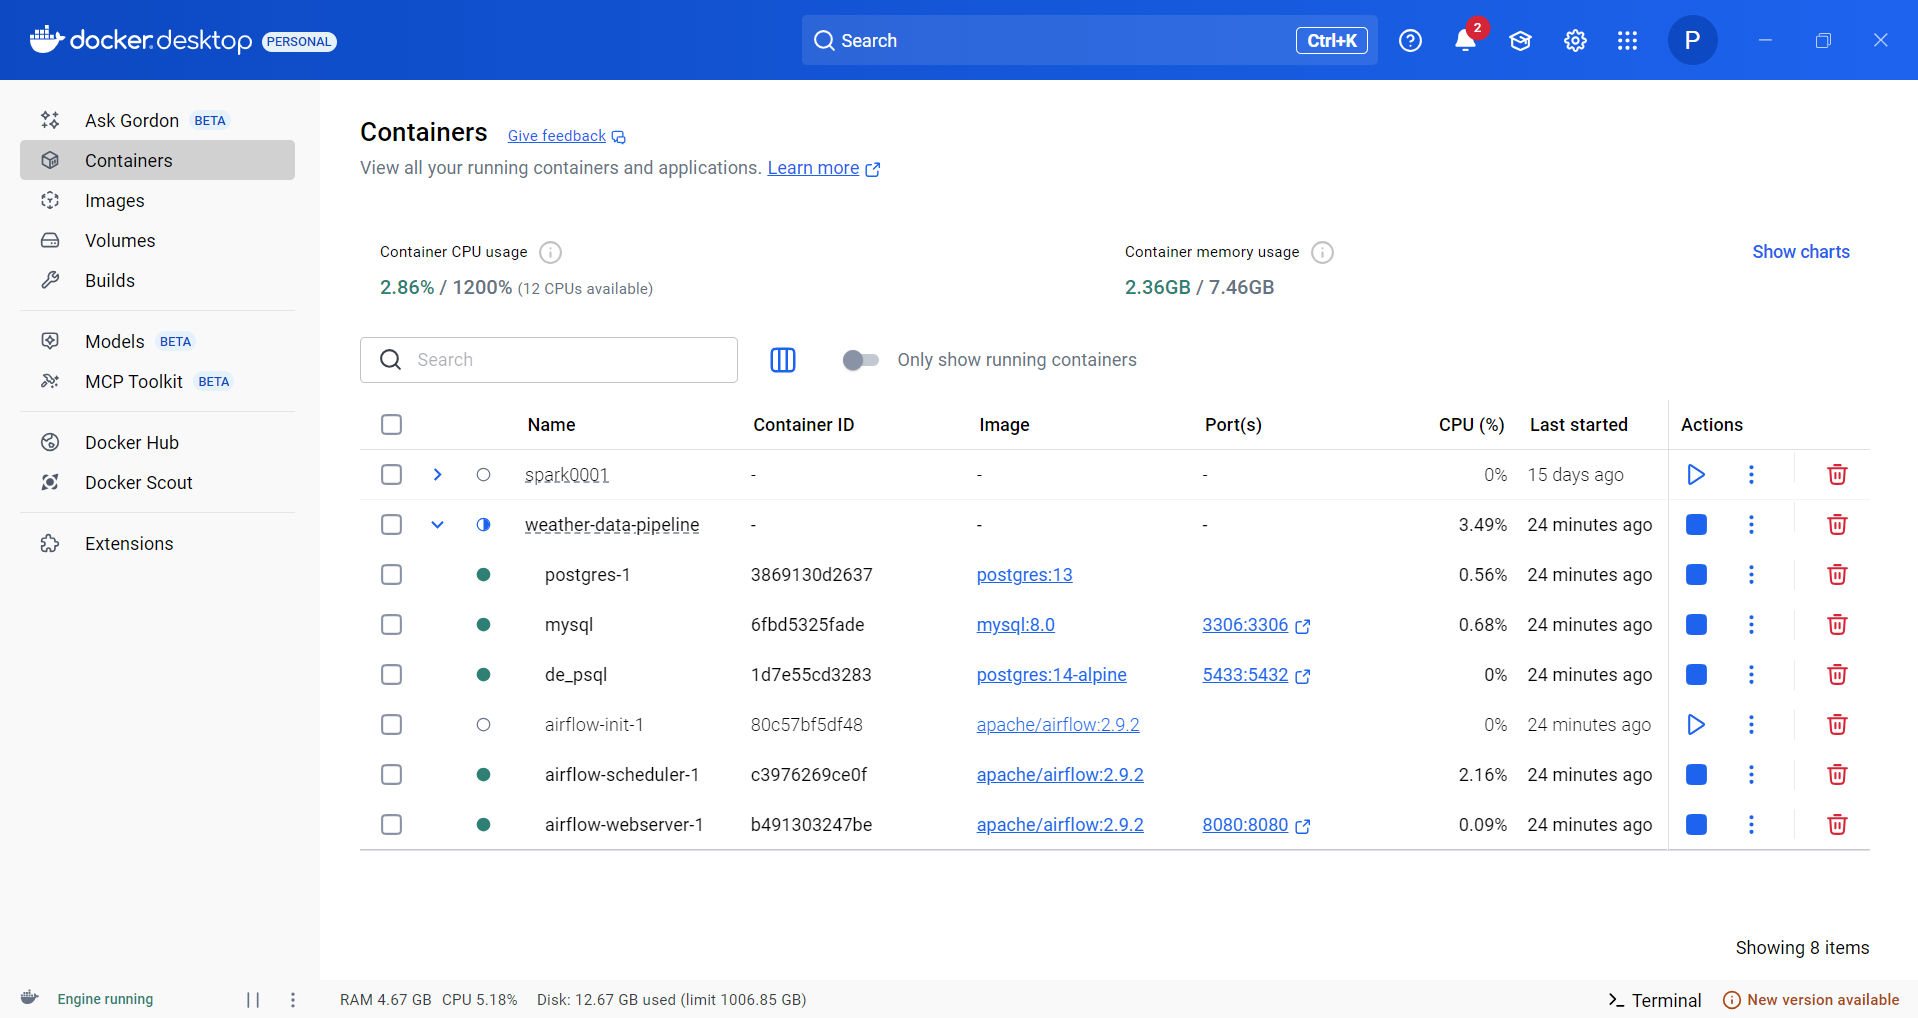 docker.desktop PERSONAL
Search Ctrl+K
2
P
Ask Gordon BETA
Containers
Images
Volumes
Builds
Models BETA
MCP Toolkit BETA
Docker Hub
Docker Scout
Extensions
Containers Give feedback
View all your running containers and applications. Learn more
Container CPU usage
2.86% / 1200% (12 CPUs available)
Container memory usage
2.36GB / 7.46GB
Show charts
Search
Only show running containers
Name Container ID Image Port(s) CPU (%) Last started Actions
spark0001 - - - 0% 15 days ago
weather-data-pipeline - - - 3.49% 24 minutes ago
postgres-1 3869130d2637 postgres:13 0.56% 24 minutes ago
mysql 6fbd5325fade mysql:8.0 3306:3306 0.68% 24 minutes ago
de_psql 1d7e55cd3283 postgres:14-alpine 5433:5432 0% 24 minutes ago
airflow-init-1 80c57bf5df48 apache/airflow:2.9.2 0% 24 minutes ago
airflow-scheduler-1 c3976269ce0f apache/airflow:2.9.2 2.16% 24 minutes ago
airflow-webserver-1 b491303247be apache/airflow:2.9.2 8080:8080 0.09% 24 minutes ago
Showing 8 items
Engine running
RAM 4.67 GB CPU 5.18% Disk: 12.67 GB used (limit 1006.85 GB)
Terminal
New version available